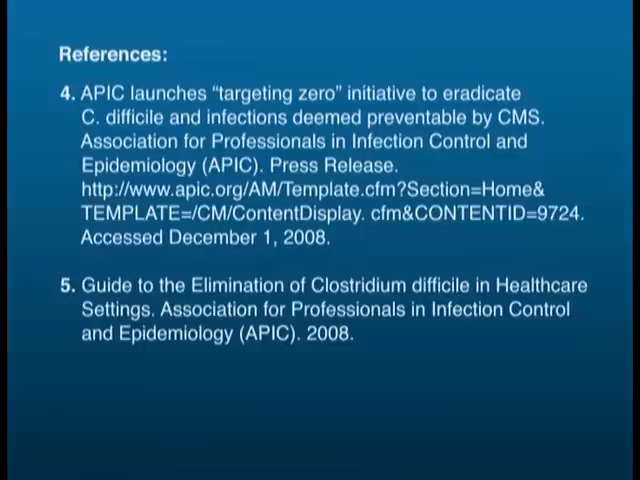 References:
4. APIC launches “targeting zero” initiative to eradicate
C. difficile and infections deemed preventable by CMS.
Association for Professionals in Infection Control and
Epidemiology (APIC). Press Release.
http://www.apic.org/AM/Template.cfm?Section=Home&
TEMPLATE=/CM/ContentDisplay. cfm&CONTENTID=9724.
Accessed December 1, 2008.
5. Guide to the Elimination of Clostridium difficile in Healthcare
Settings. Association for Professionals in Infection Control
and Epidemiology (APIC). 2008.